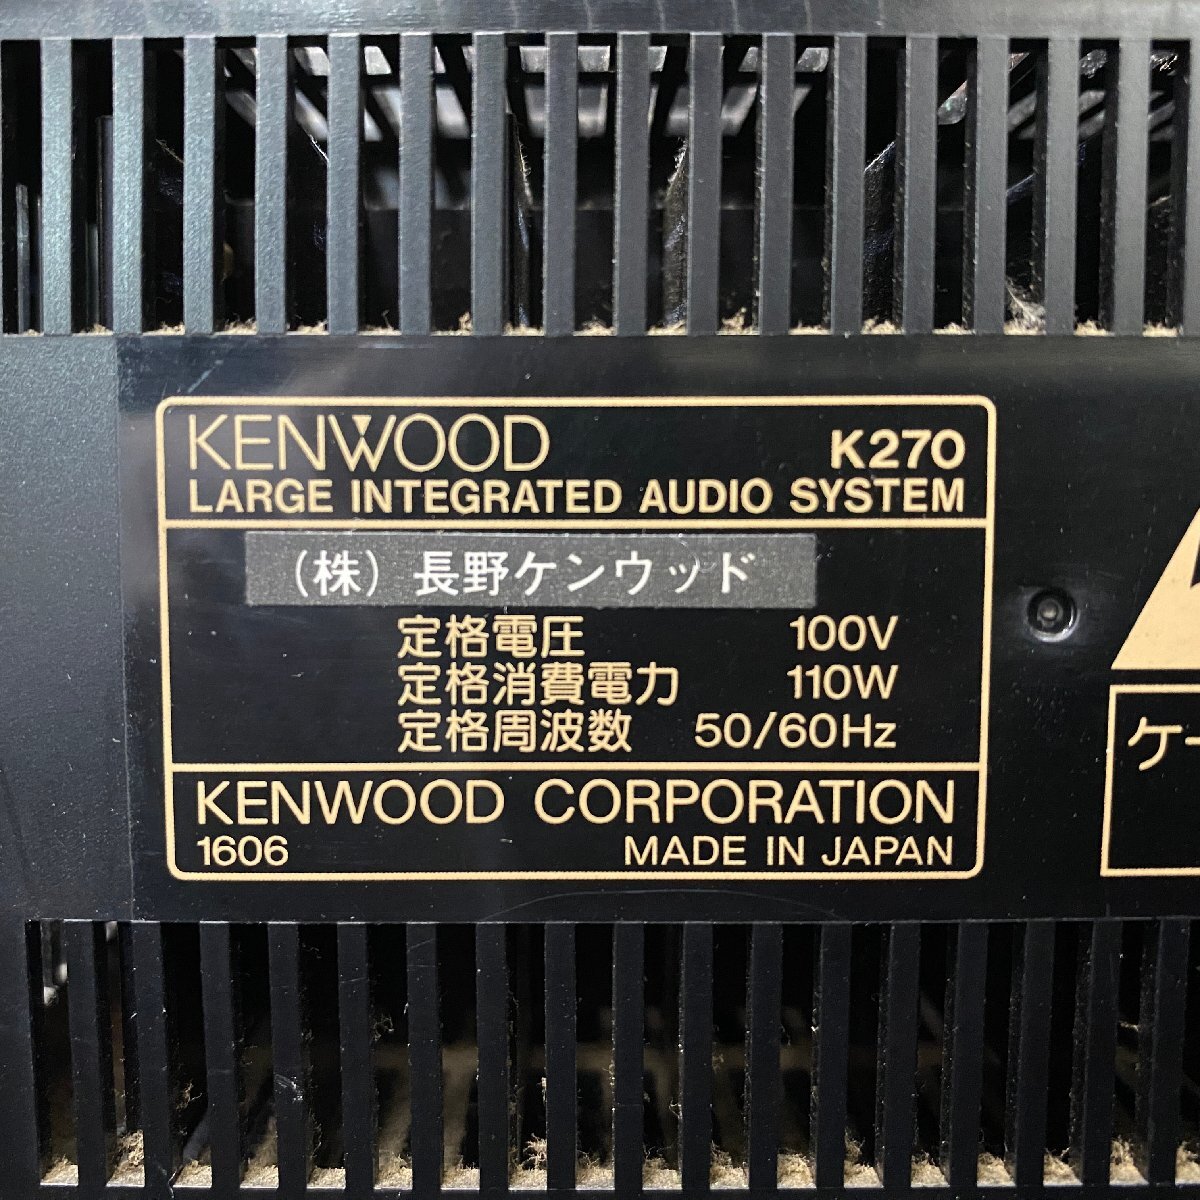 KENWOOD K270
LARGE INTEGRATED AUDIO SYSTEM
(株) 長野ケンウッド
定格電圧 100V
定格消費電力 110W
定格周波数 50/60Hz
KENWOOD CORPORATION
1606 MADE IN JAPAN